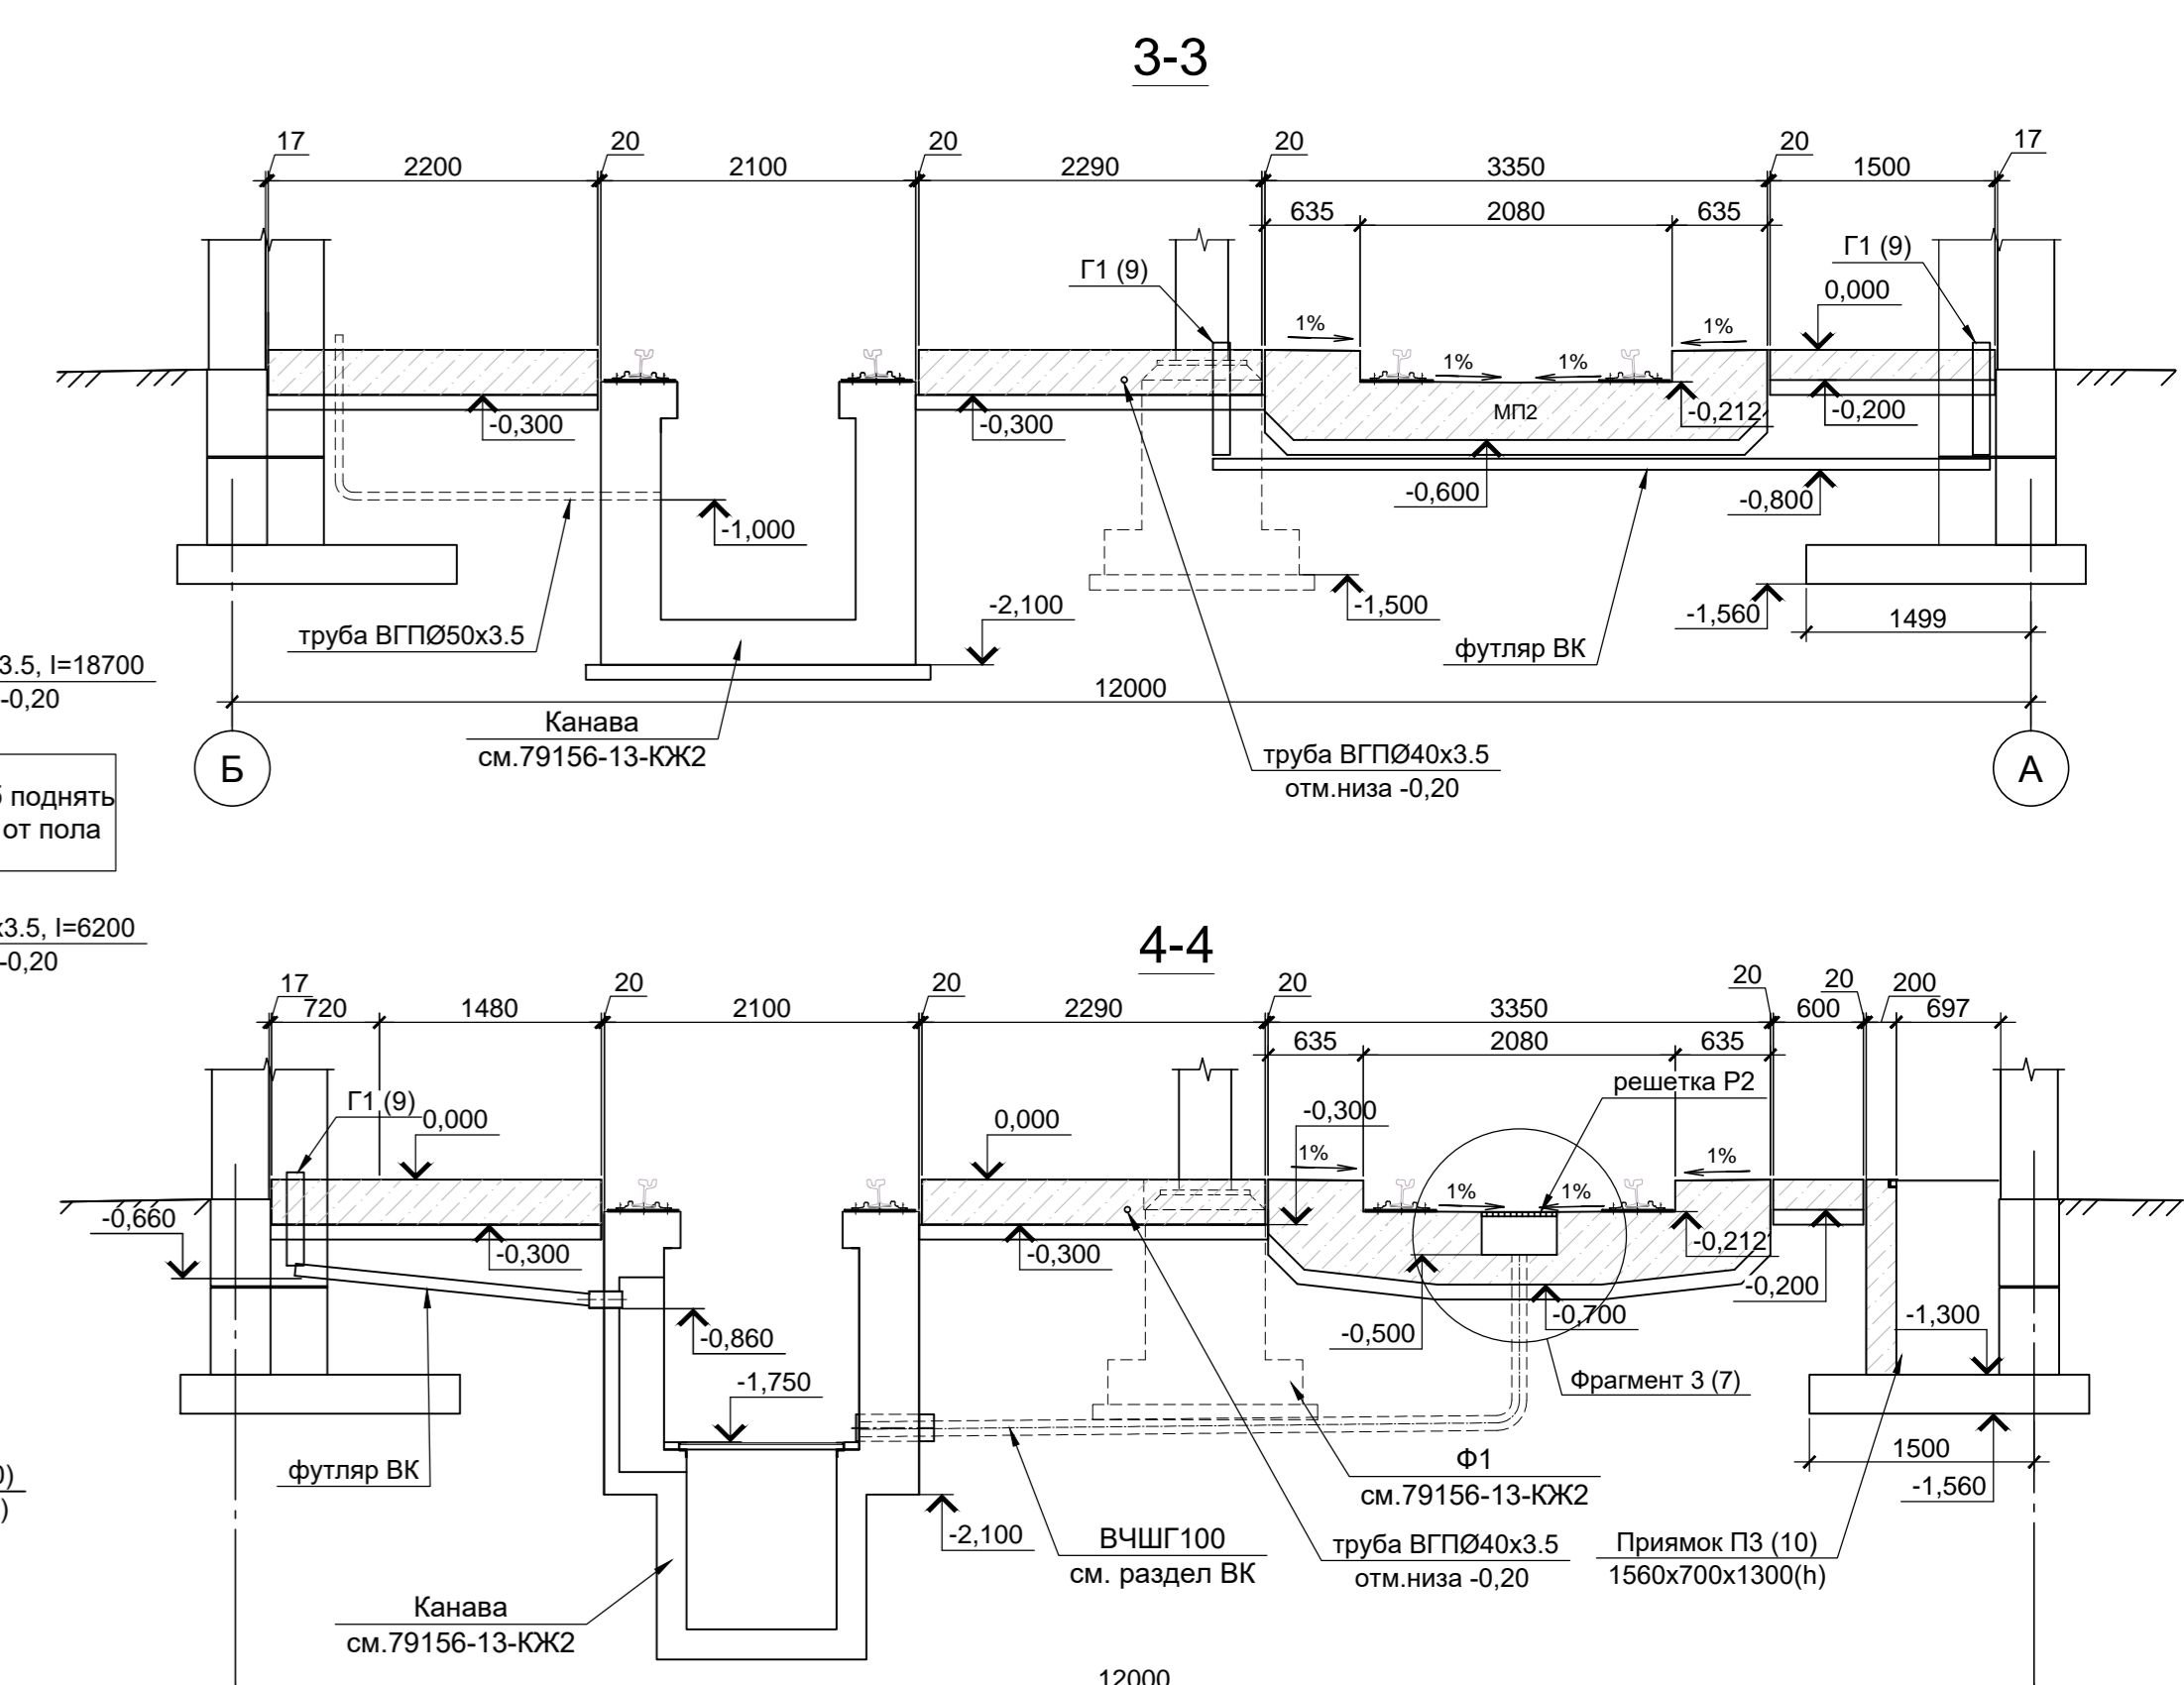 3-3
17
2200
20
2100
20
2290
20
3350
20
1500
17
635
2080
635
Г1 (9)
Г1 (9)
0,000
1%
1%
1%
1%
МП2
-0,300
-0,300
-0,212
-0,200
-0,600
-0,800
-1,000
-2,100
-1,500
-1,560
1499
труба ВГПØ50х3.5
футляр ВК
3.5, l=18700
-0,20
12000
Канава
см.79156-13-КЖ2
труба ВГПØ40х3.5
отм.низа -0,20
Б
А
поднять
от пола
4-4
х3.5, l=6200
-0,20
17
720
1480
20
2100
20
2290
20
3350
20
600
20
200
697
635
2080
635
решетка Р2
Г1 (9)
0,000
0,000
-0,300
1%
1%
1%
1%
-0,660
-0,300
-0,300
-0,212
-0,200
-0,860
-0,500
-0,700
-1,300
-1,750
Фрагмент 3 (7)
футляр ВК
Ф1
см.79156-13-КЖ2
1500
-1,560
0)
)
-2,100
ВЧШГ100
см. раздел ВК
труба ВГПØ40х3.5
отм.низа -0,20
Приямок П3 (10)
1560х700х1300(h)
Канава
см.79156-13-КЖ2
12000